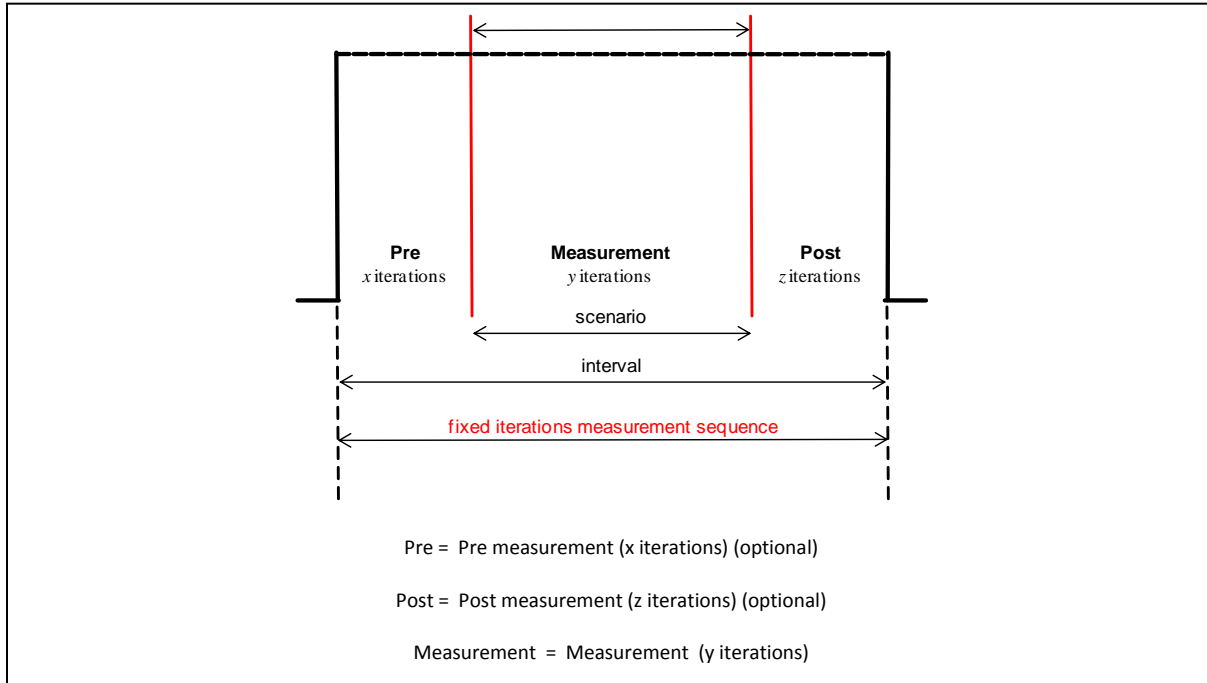 Pre
x iterations
Measurement
y iterations
Post
z iterations
scenario
interval
fixed iterations measurement sequence
Pre = Pre measurement (x iterations) (optional)
Post = Post measurement (z iterations) (optional)
Measurement = Measurement (y iterations)